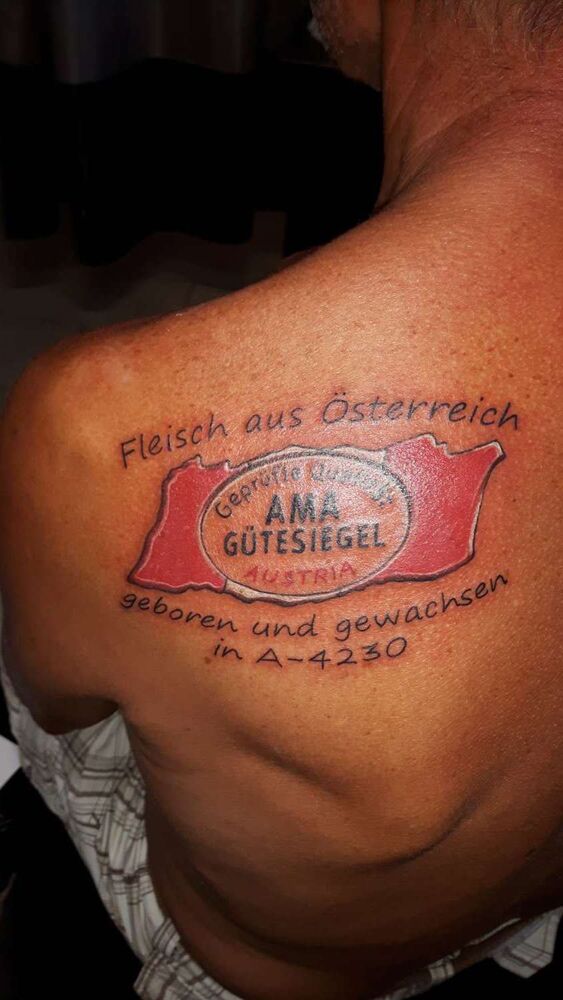 Fleisch aus Österreich
Geprüfte Qualität
AMA
GÜTESIEGEL
AUSTRIA
geboren und gewachsen
in A-4230